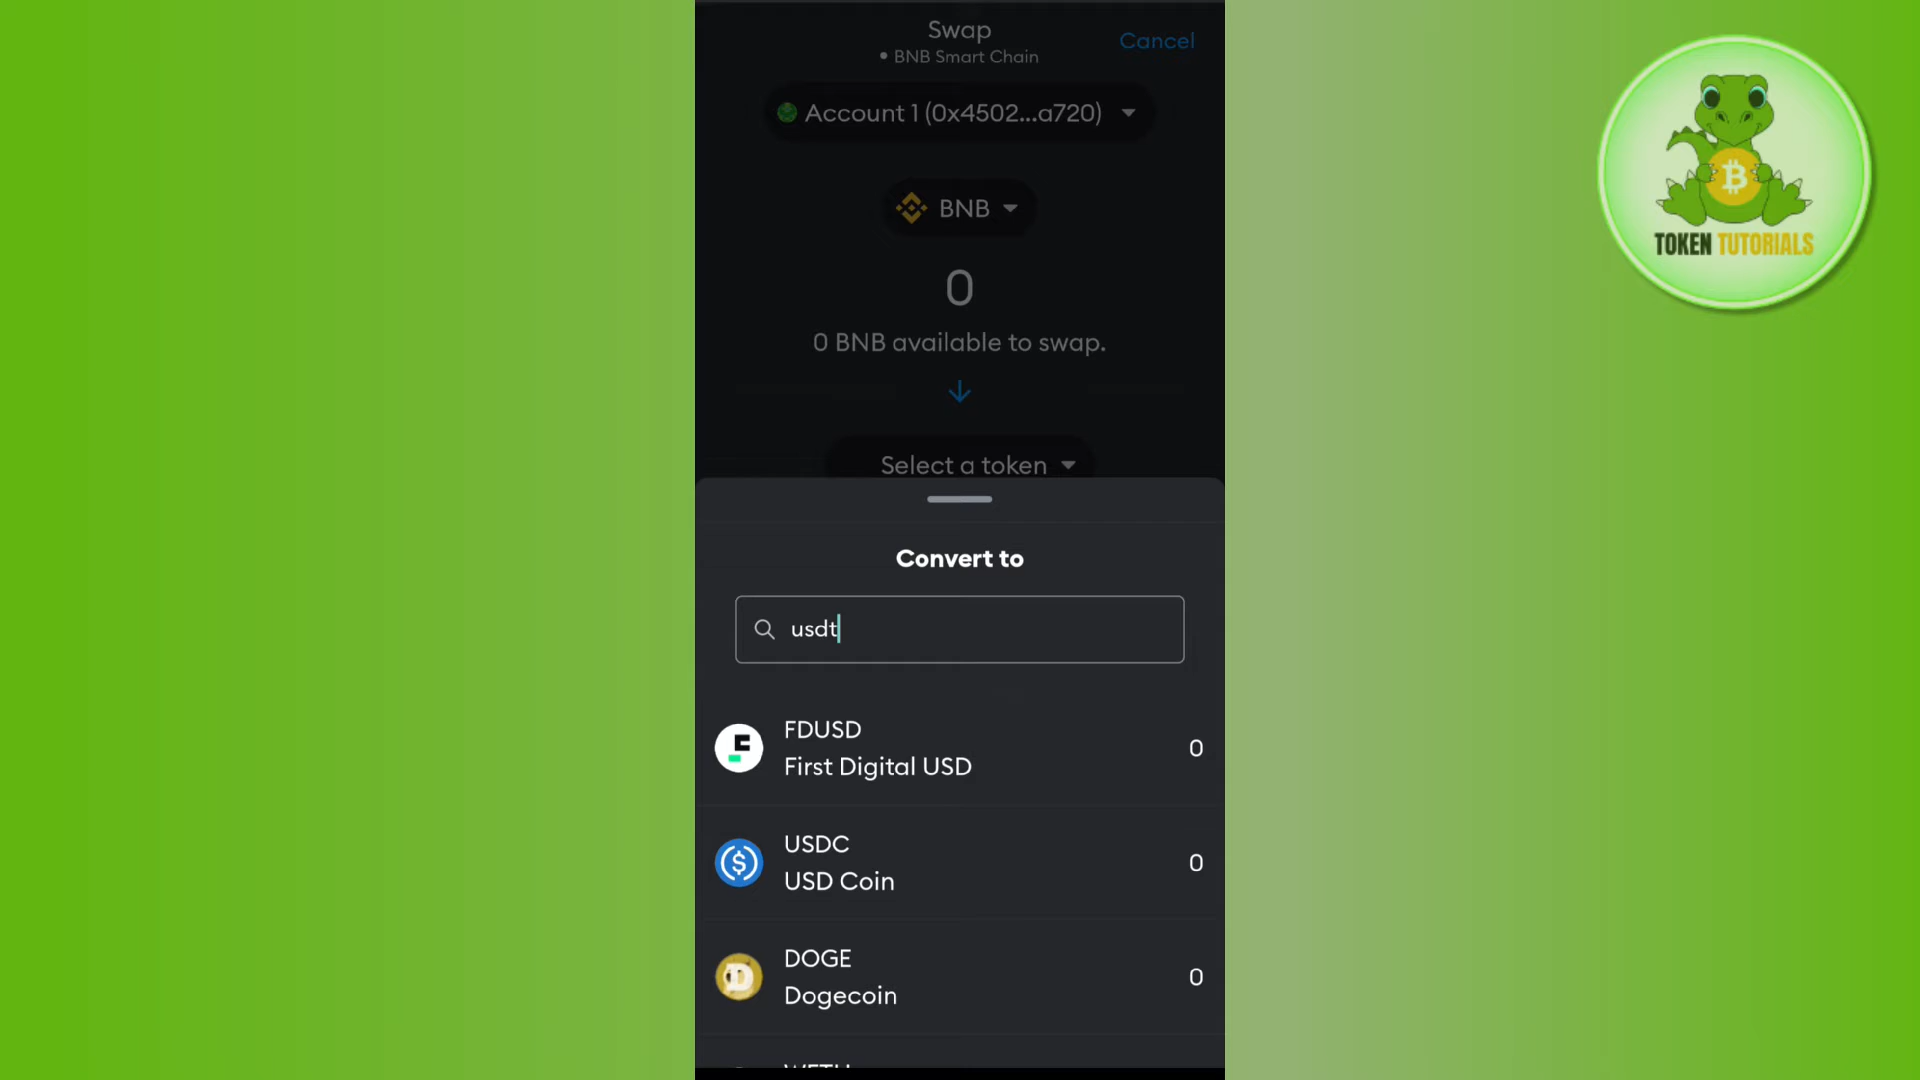 Swap
BNB Smart Chain
Cancel
Account 1 (0x4502...a720)
BNB
0
0 BNB available to swap.
Select a token
Convert to
usdt
FDUSD
First Digital USD
0
USDC
USD Coin
0
DOGE
Dogecoin
0
WETH
TOKEN TUTORIALS